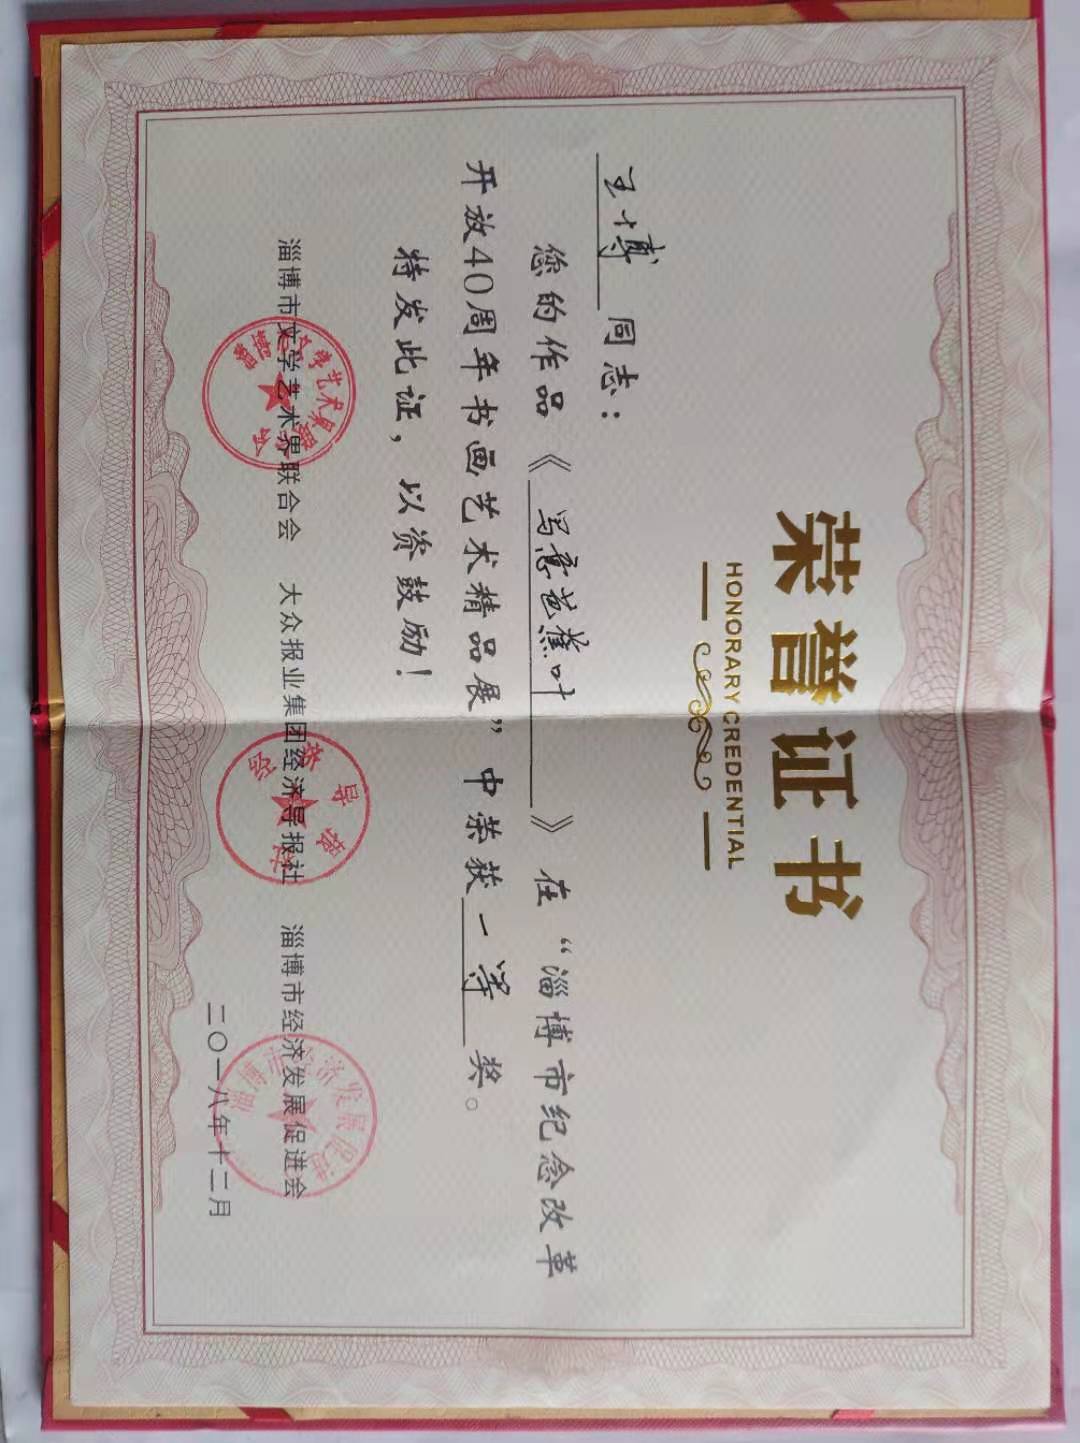 荣誉证书
HONORARY CREDENTIAL
王博 同志：
您的作品《写意芭蕉叶》在“淄博市纪念改革
开放40周年书画艺术精品展”中荣获一等奖。
特发此证，以资鼓励！
淄博市文学艺术界联合会 大众报业集团经济导报社 淄博市经济发展促进会
二〇一八年十二月